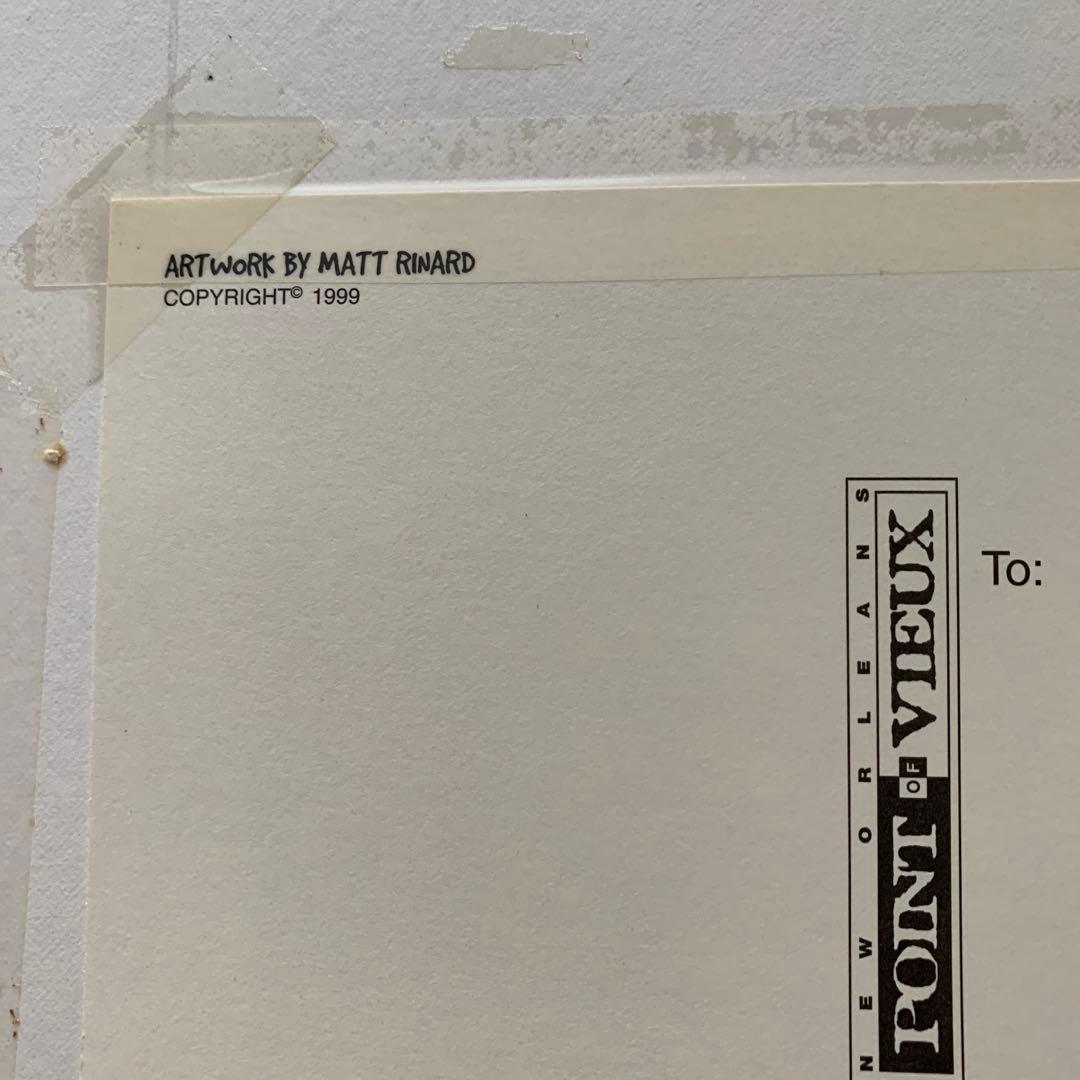 ARTWORK BY MATT RINARD
COPYRIGHT© 1999
To:
POINT OF VIEUX
NEW ORLEANS